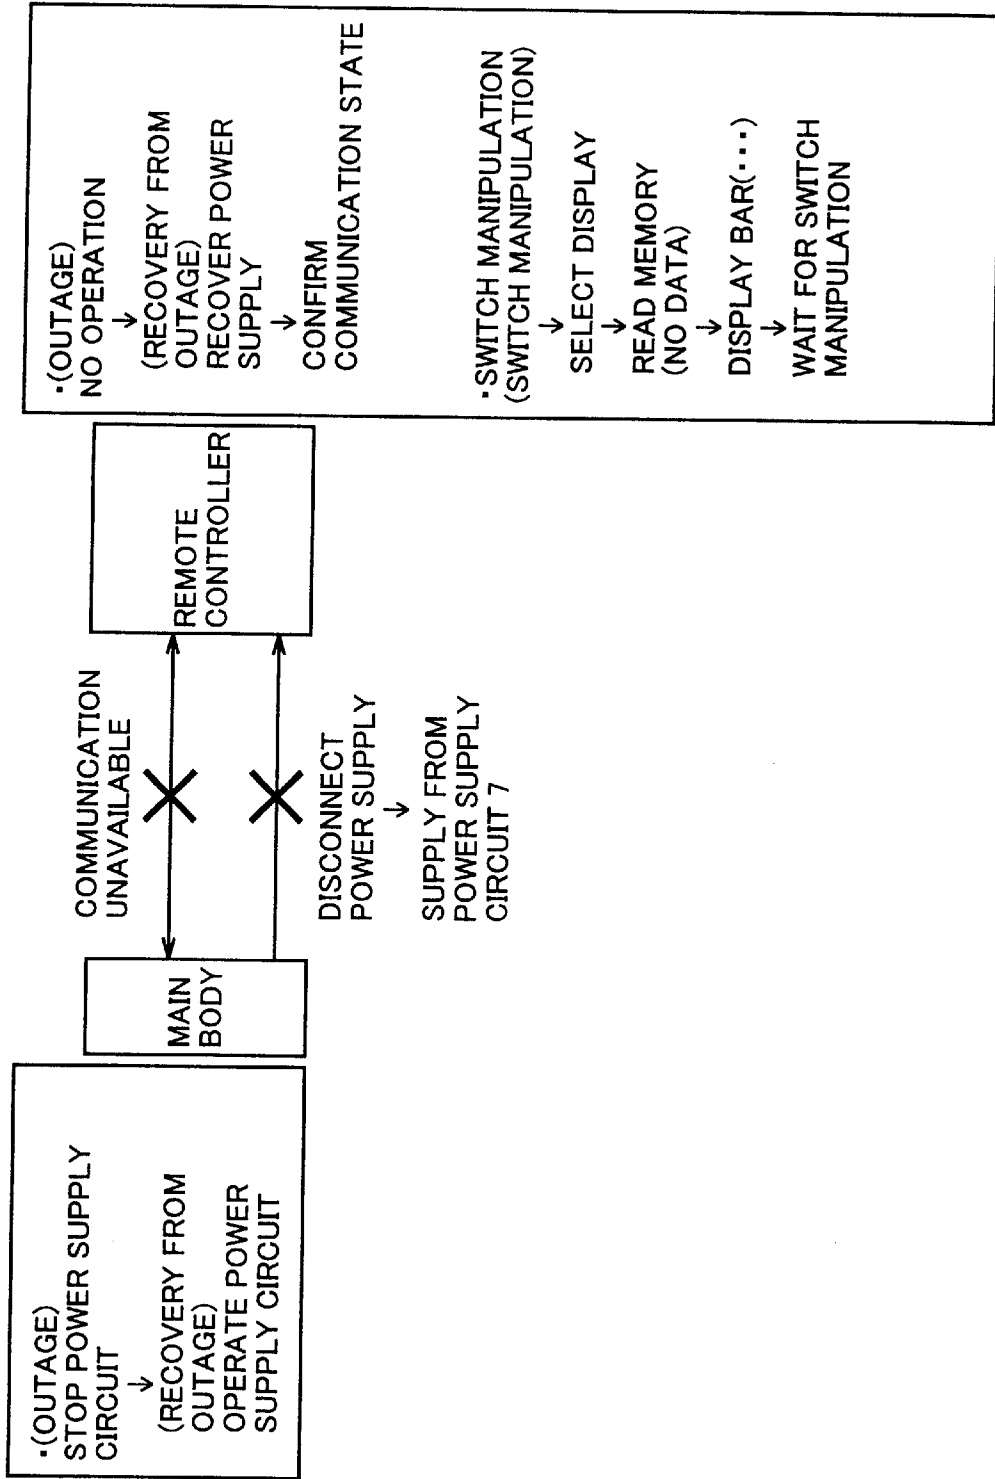 ·(OUTAGE)
STOP POWER SUPPLY
CIRCUIT
↓
(RECOVERY FROM
OUTAGE)
OPERATE POWER
SUPPLY CIRCUIT
MAIN
BODY
COMMUNICATION
UNAVAILABLE
DISCONNECT
POWER SUPPLY
↓
SUPPLY FROM
POWER SUPPLY
CIRCUIT 7
REMOTE
CONTROLLER
·(OUTAGE)
NO OPERATION
↓
(RECOVERY FROM
OUTAGE)
RECOVER POWER
SUPPLY
↓
CONFIRM
COMMUNICATION STATE
·SWITCH MANIPULATION
(SWITCH MANIPULATION)
↓
SELECT DISPLAY
↓
READ MEMORY
(NO DATA)
↓
DISPLAY BAR(···)
↓
WAIT FOR SWITCH
MANIPULATION